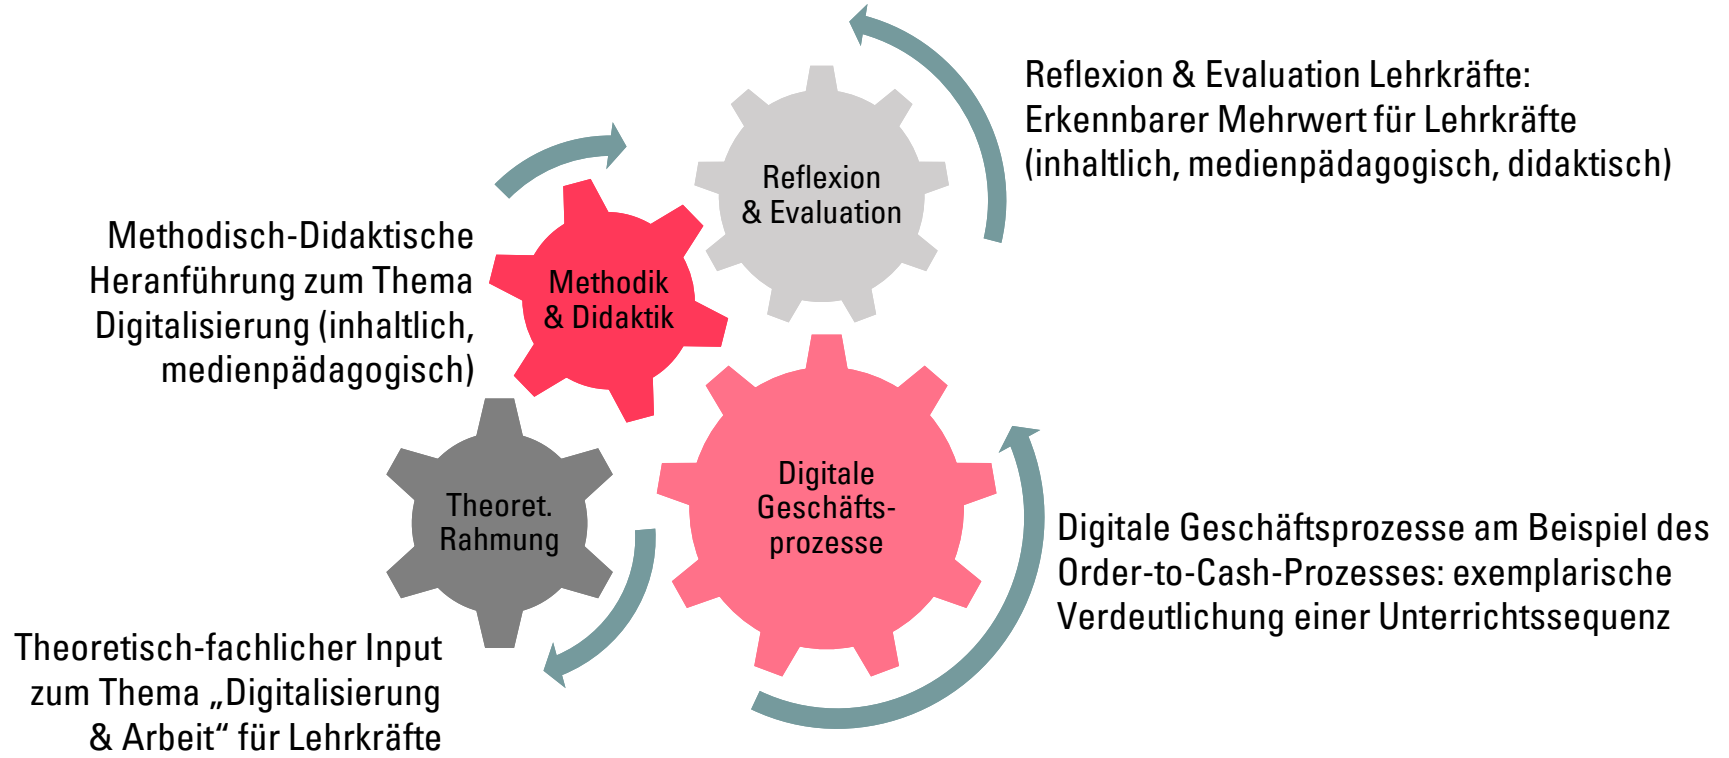 Reflexion & Evaluation Lehrkräfte:
Erkennbarer Mehrwert für Lehrkräfte
(inhaltlich, medienpädagogisch, didaktisch)
Reflexion
& Evaluation
Methodisch-Didaktische
Heranführung zum Thema
Digitalisierung (inhaltlich,
medienpädagogisch)
Methodik
& Didaktik
Digitale
Geschäfts-
prozesse
Theoret.
Rahmung
Digitale Geschäftsprozesse am Beispiel des
Order-to-Cash-Prozesses: exemplarische
Verdeutlichung einer Unterrichtssequenz
Theoretisch-fachlicher Input
zum Thema „Digitalisierung
& Arbeit“ für Lehrkräfte